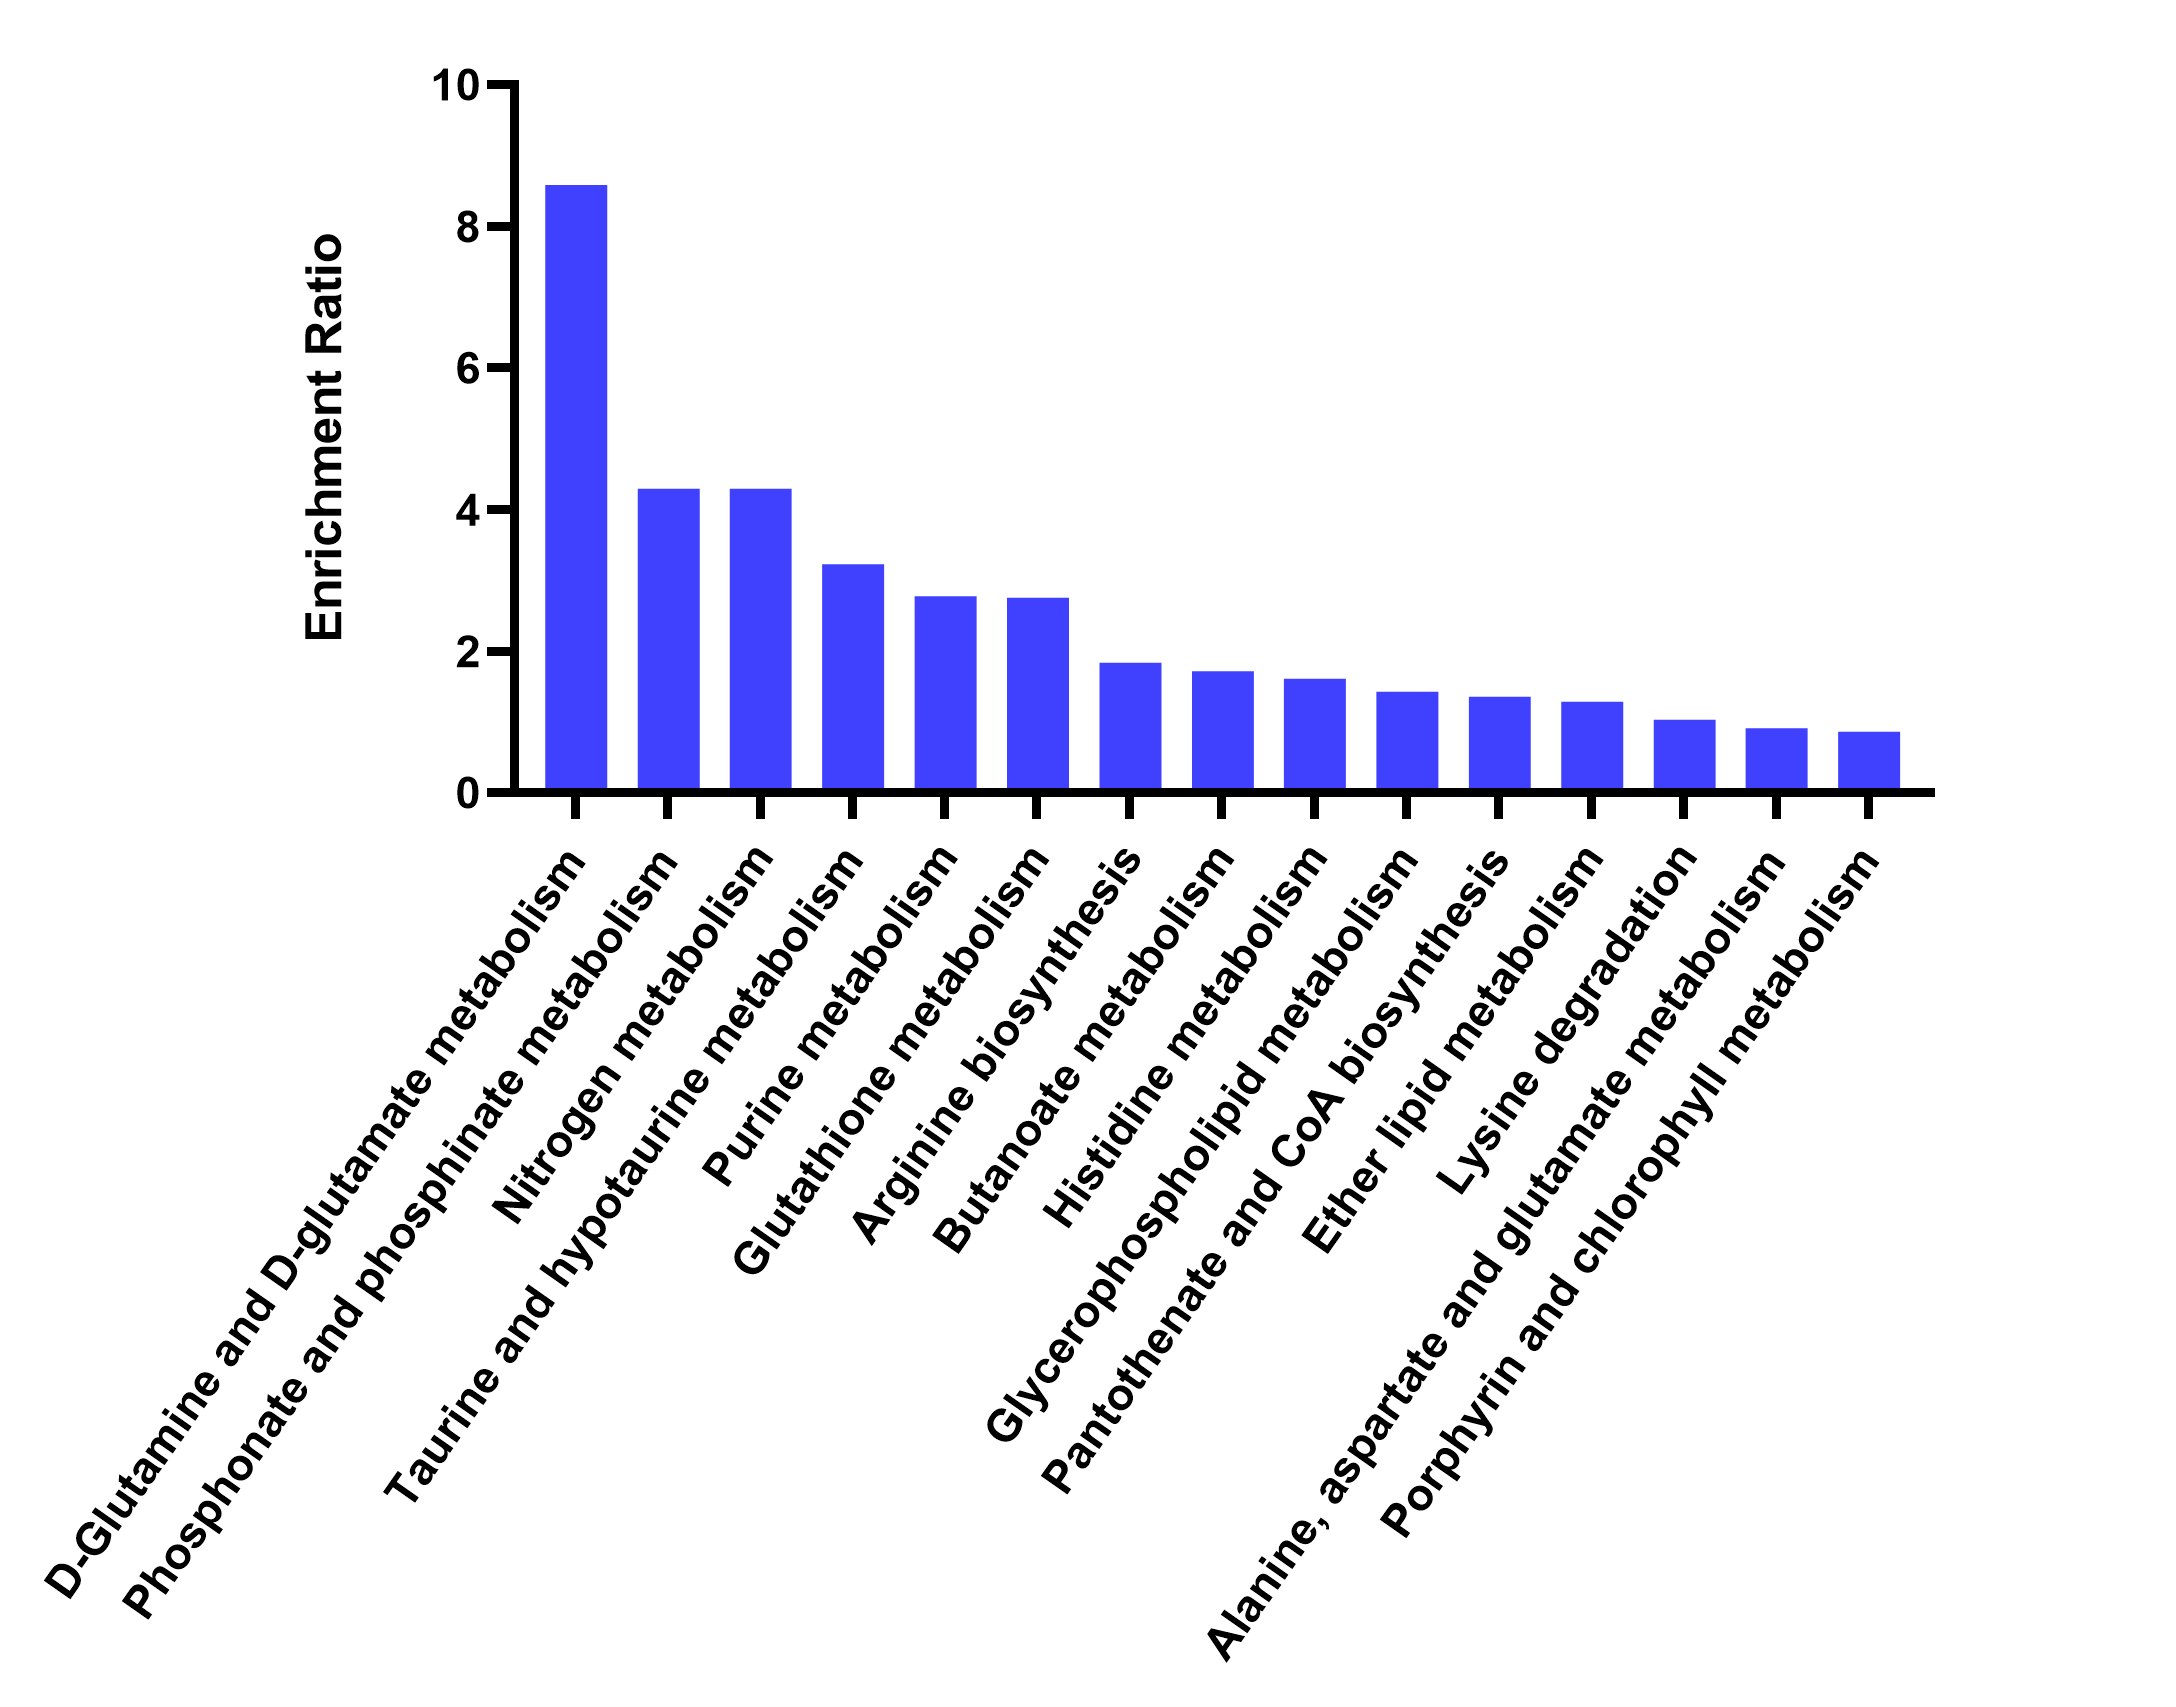 Enrichment Ratio
10
8
6
4
2
0
D-Glutamine and D-glutamate metabolism
Phosphonate and phosphinate metabolism
Nitrogen metabolism
Taurine and hypotaurine metabolism
Purine metabolism
Glutathione metabolism
Arginine biosynthesis
Butanoate metabolism
Histidine metabolism
Glycerophospholipid metabolism
Pantothenate and CoA biosynthesis
Ether lipid metabolism
Lysine degradation
Alanine, aspartate and glutamate metabolism
Porphyrin and chlorophyll metabolism